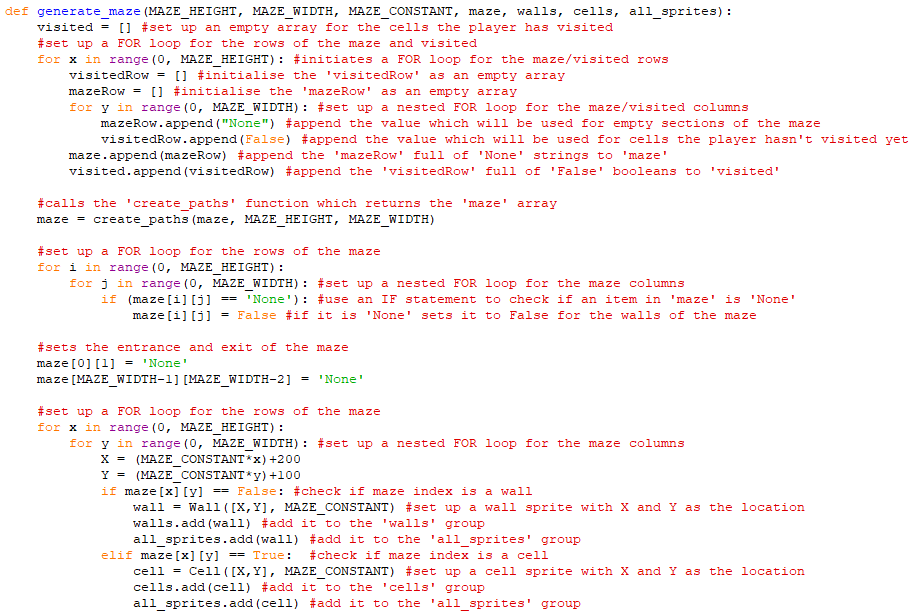 def generate_maze(MAZE_HEIGHT, MAZE_WIDTH, MAZE_CONSTANT, maze, walls, cells, all_sprites):
    visited = [] #set up an empty array for the cells the player has visited
    #set up a FOR loop for the rows of the maze and visited
    for x in range(0, MAZE_HEIGHT): #initiates a FOR loop for the maze/visited rows
        visitedRow = [] #initialise the 'visitedRow' as an empty array
        mazeRow = [] #initialise the 'mazeRow' as an empty array
        for y in range(0, MAZE_WIDTH): #set up a nested FOR loop for the maze/visited columns
            mazeRow.append("None") #append the value which will be used for empty sections of the maze
            visitedRow.append(False) #append the value which will be used for cells the player hasn't visited yet
        maze.append(mazeRow) #append the 'mazeRow' full of 'None' strings to 'maze'
        visited.append(visitedRow) #append the 'visitedRow' full of 'False' booleans to 'visited'

    #calls the 'create_paths' function which returns the 'maze' array
    maze = create_paths(maze, MAZE_HEIGHT, MAZE_WIDTH)

    #set up a FOR loop for the rows of the maze
    for i in range(0, MAZE_HEIGHT):
        for j in range(0, MAZE_WIDTH): #set up a nested FOR loop for the maze columns
            if (maze[i][j] == 'None'): #use an IF statement to check if an item in 'maze' is 'None'
                maze[i][j] = False #if it is 'None' sets it to False for the walls of the maze

    #sets the entrance and exit of the maze
    maze[0][1] = 'None'
    maze[MAZE_WIDTH-1][MAZE_WIDTH-2] = 'None'

    #set up a FOR loop for the rows of the maze
    for x in range(0, MAZE_HEIGHT):
        for y in range(0, MAZE_WIDTH): #set up a nested FOR loop for the maze columns
            X = (MAZE_CONSTANT*x)+200
            Y = (MAZE_CONSTANT*y)+100
            if maze[x][y] == False: #check if maze index is a wall
                wall = Wall([X,Y], MAZE_CONSTANT) #set up a wall sprite with X and Y as the location
                walls.add(wall) #add it to the 'walls' group
                all_sprites.add(wall) #add it to the 'all_sprites' group
            elif maze[x][y] == True:  #check if maze index is a cell
                cell = Cell([X,Y], MAZE_CONSTANT) #set up a cell sprite with X and Y as the location
                cells.add(cell) #add it to the 'cells' group
                all_sprites.add(cell) #add it to the 'all_sprites' group